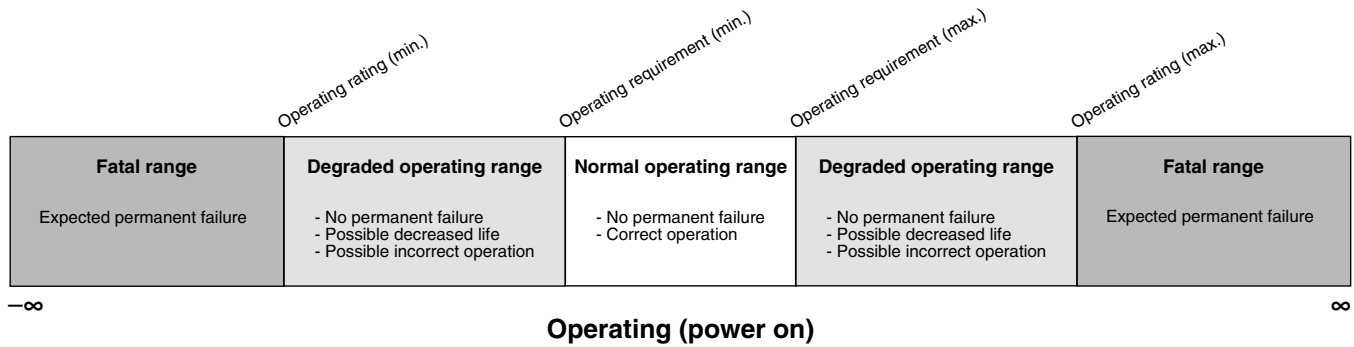 Operating rating (min.)
Operating requirement (min.)
Operating requirement (max.)
Operating rating (max.)
Fatal range
Expected permanent failure
Degraded operating range
- No permanent failure
- Possible decreased life
- Possible incorrect operation
Normal operating range
- No permanent failure
- Correct operation
Degraded operating range
- No permanent failure
- Possible decreased life
- Possible incorrect operation
Fatal range
Expected permanent failure
–∞
∞
Operating (power on)